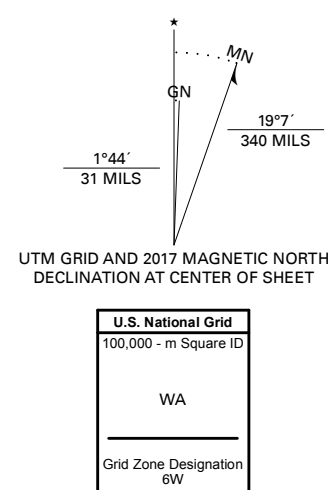 ★
MN
GN
19°7´
340 MILS
1°44´
31 MILS
UTM GRID AND 2017 MAGNETIC NORTH
DECLINATION AT CENTER OF SHEET
U.S. National Grid
100,000 - m Square ID
WA
Grid Zone Designation
6W